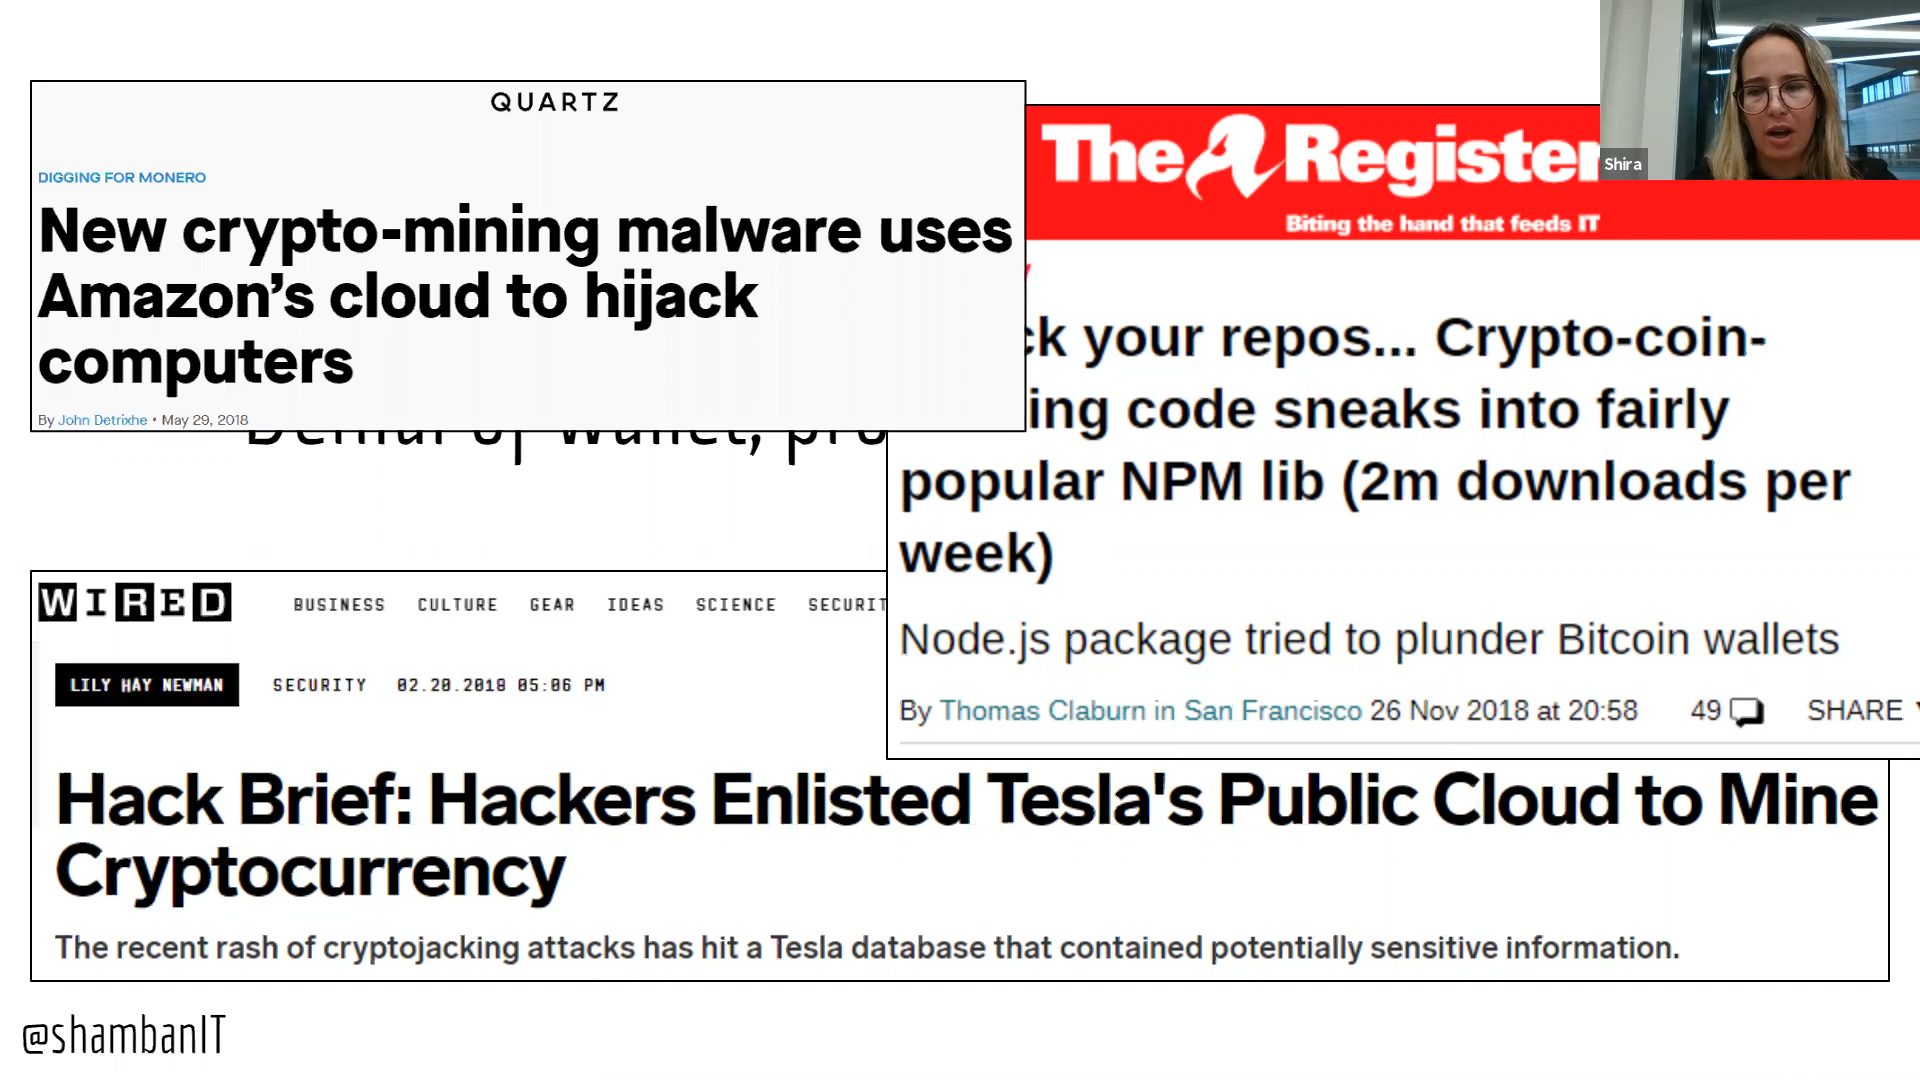 QUARTZ
DIGGING FOR MONERO
New crypto-mining malware uses
Amazon’s cloud to hijack
computers
By John Detrixhe • May 29, 2018
The Register
Biting the hand that feeds IT
Shira
ck your repos... Crypto-coin-
ing code sneaks into fairly
popular NPM lib (2m downloads per
week)
Node.js package tried to plunder Bitcoin wallets
By Thomas Claburn in San Francisco 26 Nov 2018 at 20:58 49 SHARE
WIRED BUSINESS CULTURE GEAR IDEAS SCIENCE SECURIT
LILY HAY NEWMAN SECURITY 02.20.2018 05:06 PM
Hack Brief: Hackers Enlisted Tesla's Public Cloud to Mine
Cryptocurrency
The recent rash of cryptojacking attacks has hit a Tesla database that contained potentially sensitive information.
@shambanIT